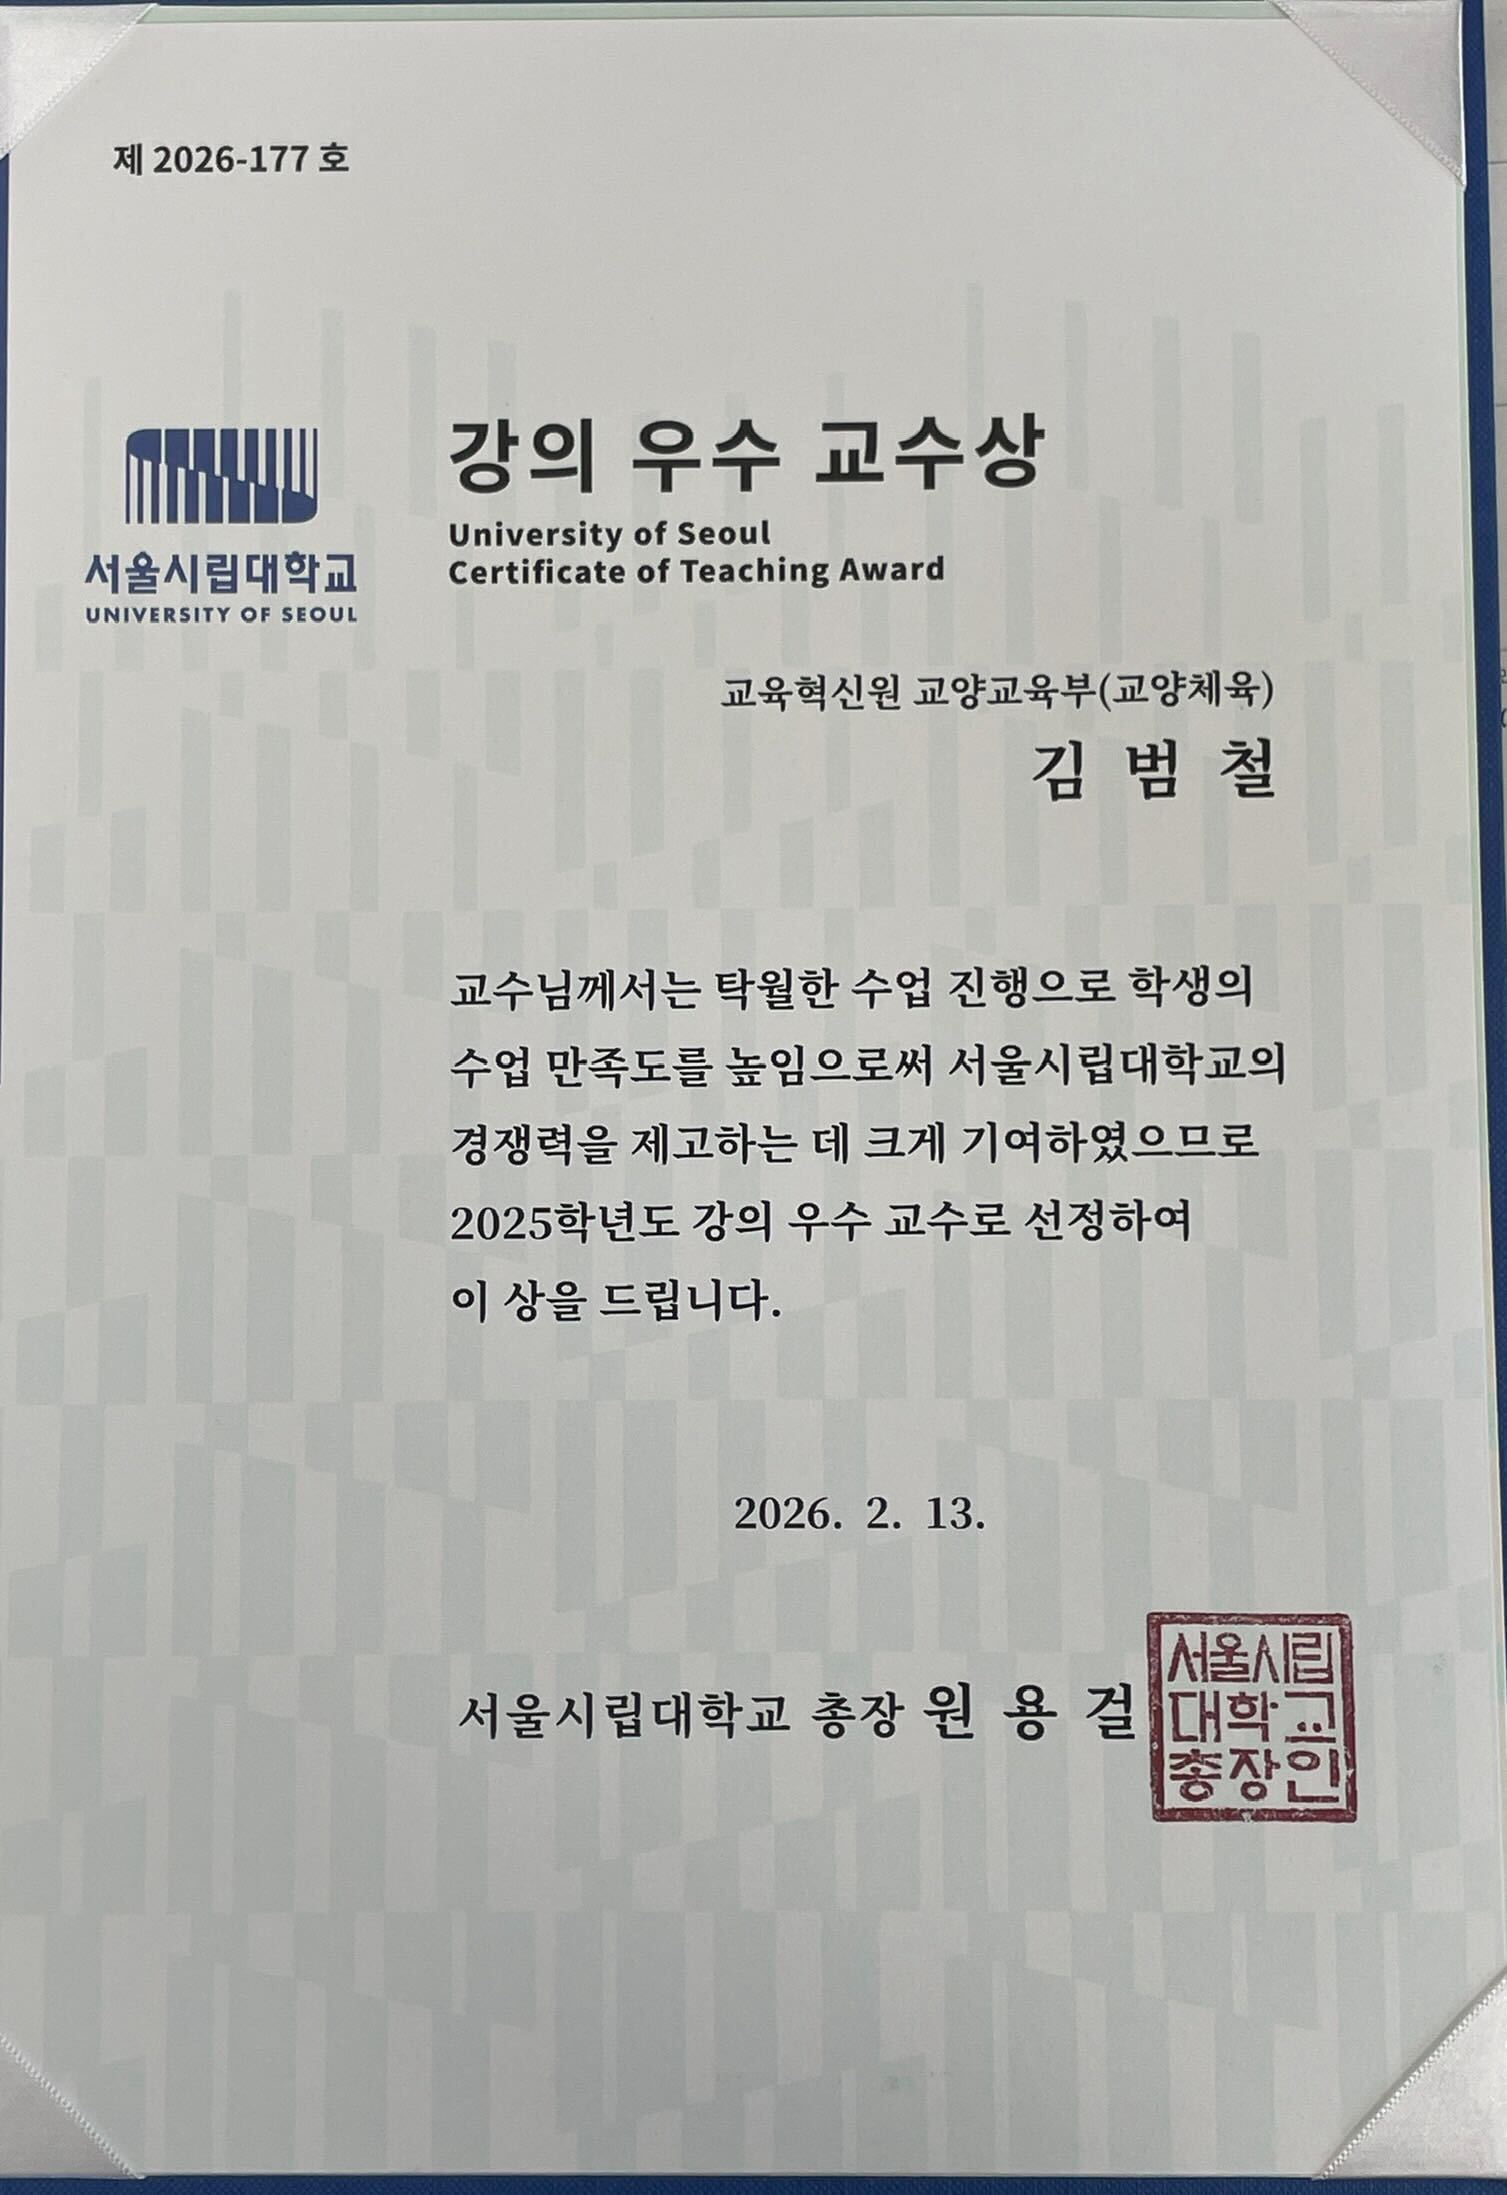 제 2026-177 호
서울시립대학교
UNIVERSITY OF SEOUL
강의 우수 교수상
University of Seoul
Certificate of Teaching Award
교육혁신원 교양교육부(교양체육)
김 범 철
교수님께서는 탁월한 수업 진행으로 학생의
수업 만족도를 높임으로써 서울시립대학교의
경쟁력을 제고하는 데 크게 기여하였으므로
2025학년도 강의 우수 교수로 선정하여
이 상을 드립니다.
2026. 2. 13.
서울시립대학교 총장 원 용 걸
서울시립
대학교
총장인